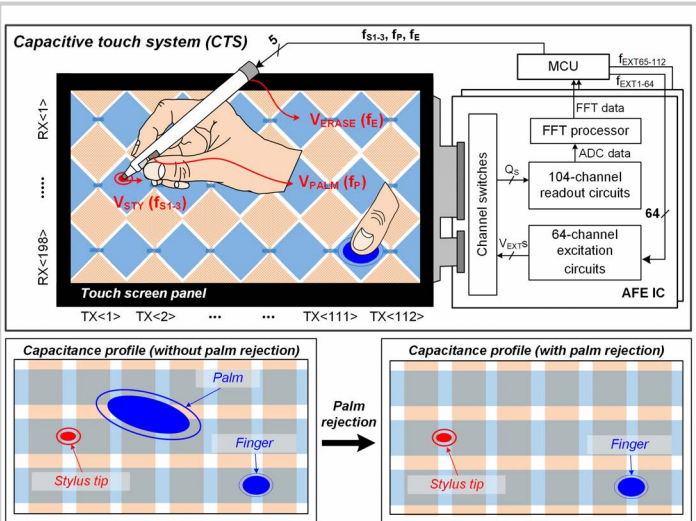 Capacitive touch system (CTS)
5
fS1-3, fP, fE
MCU
fEXT65-112
fEXT1-64
FFT data
FFT processor
ADC data
104-channel
readout circuits
QS
Channel switches
64
64-channel
excitation
circuits
VEXTs
AFE IC
RX<1>
.....
RX<198>
VERASE (fE)
VPALM (fP)
VSTY (fS1-3)
Touch screen panel
TX<1> TX<2> ... ... TX<111> TX<112>
Capacitance profile (without palm rejection)
Palm
Finger
Stylus tip
Palm
rejection
Capacitance profile (with palm rejection)
Finger
Stylus tip